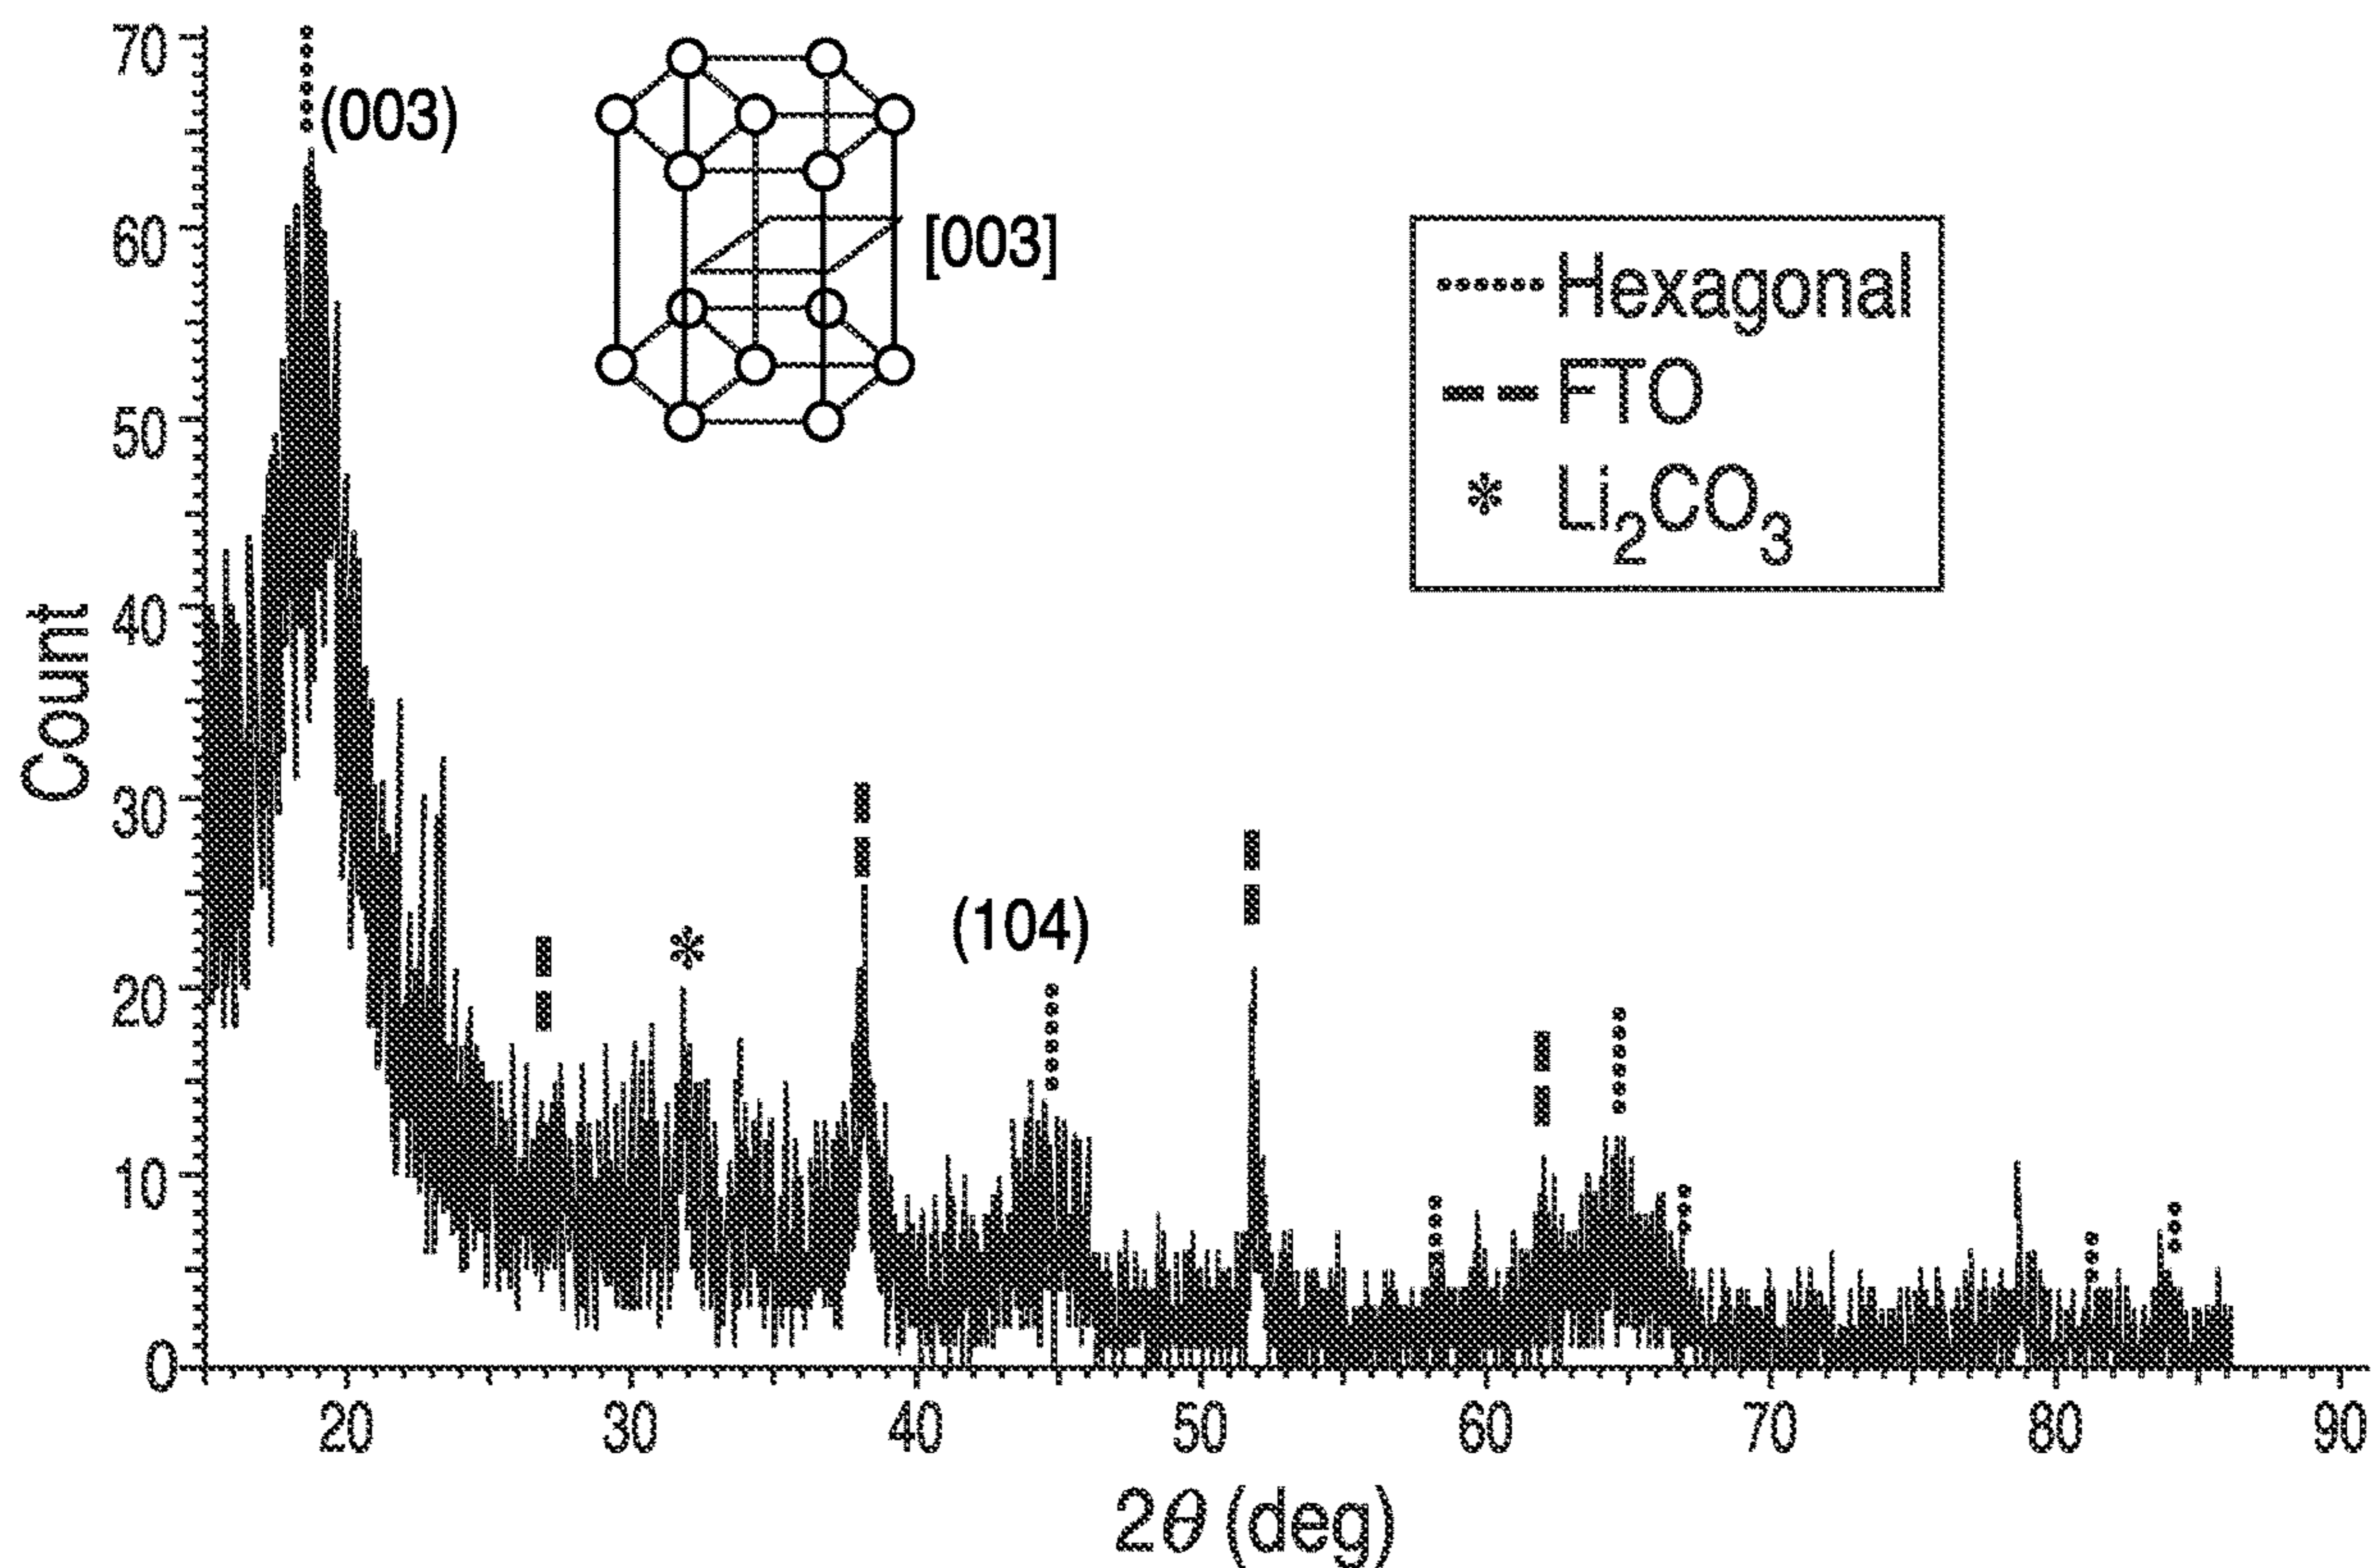 70
60
50
40
30
20
10
0
Count
(003)
[003]
Hexagonal
FTO
* Li₂CO₃
*
(104)
20 30 40 50 60 70 80 90
2θ (deg)